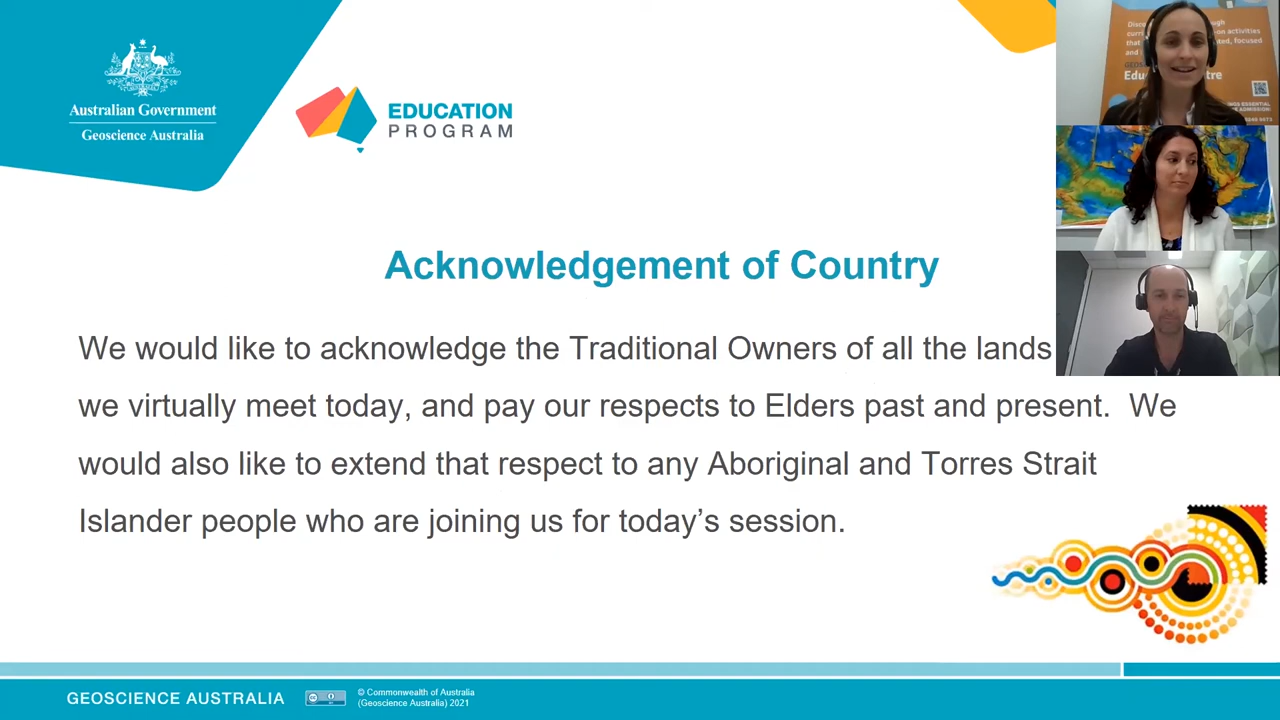 Australian Government
Geoscience Australia
EDUCATION
PROGRAM
Acknowledgement of Country
We would like to acknowledge the Traditional Owners of all the lands
we virtually meet today, and pay our respects to Elders past and present. We
would also like to extend that respect to any Aboriginal and Torres Strait
Islander people who are joining us for today’s session.
GEOSCIENCE AUSTRALIA
© Commonwealth of Australia
(Geoscience Australia) 2021